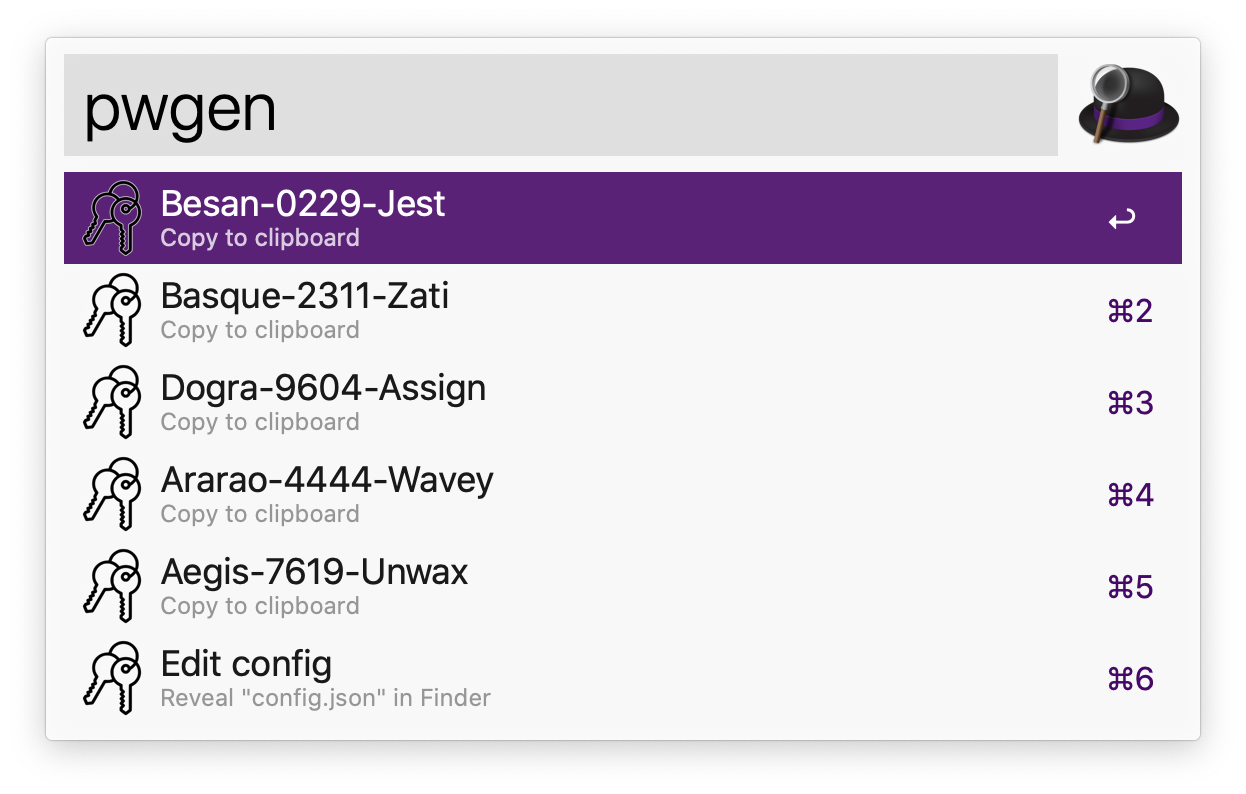 pwgen
Besan-0229-Jest
Copy to clipboard
↩
Basque-2311-Zati
Copy to clipboard
⌘2
Dogra-9604-Assign
Copy to clipboard
⌘3
Ararao-4444-Wavey
Copy to clipboard
⌘4
Aegis-7619-Unwax
Copy to clipboard
⌘5
Edit config
Reveal "config.json" in Finder
⌘6